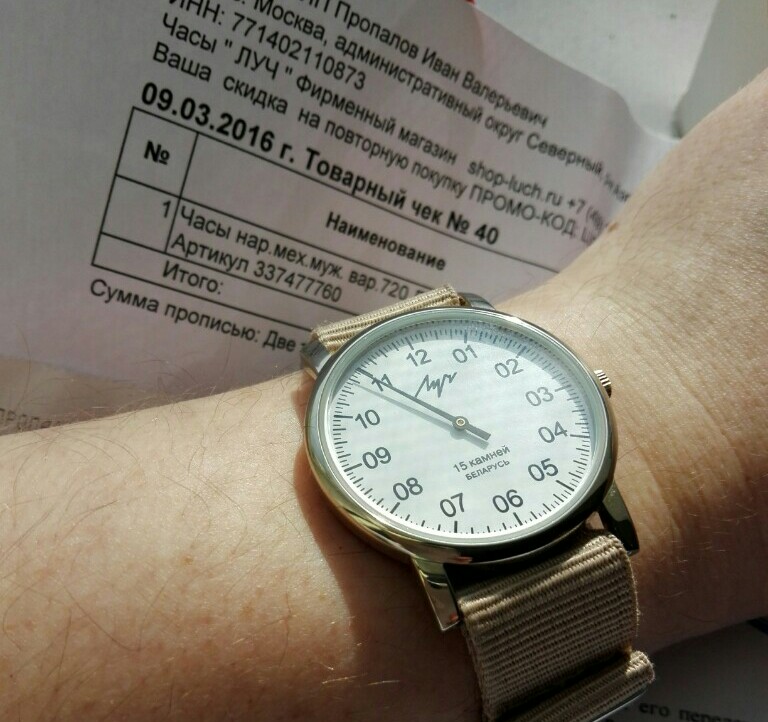 ИП Пропалов Иван Валерьевич
г. Москва, административный округ Северный,
ИНН: 771402110873
Часы " ЛУЧ " Фирменный магазин shop-luch.ru +7
Ваша скидка на повторную покупку ПРОМО-КОД:
09.03.2016 г. Товарный чек № 40
№ Наименование
1 Часы нар.мех.муж. вар.720
Артикул 337477760
Итого:
Сумма прописью: Две
12
01
02
03
04
05
06
07
08
09
10
11
Луч
15 камней
БЕЛАРУСЬ
его